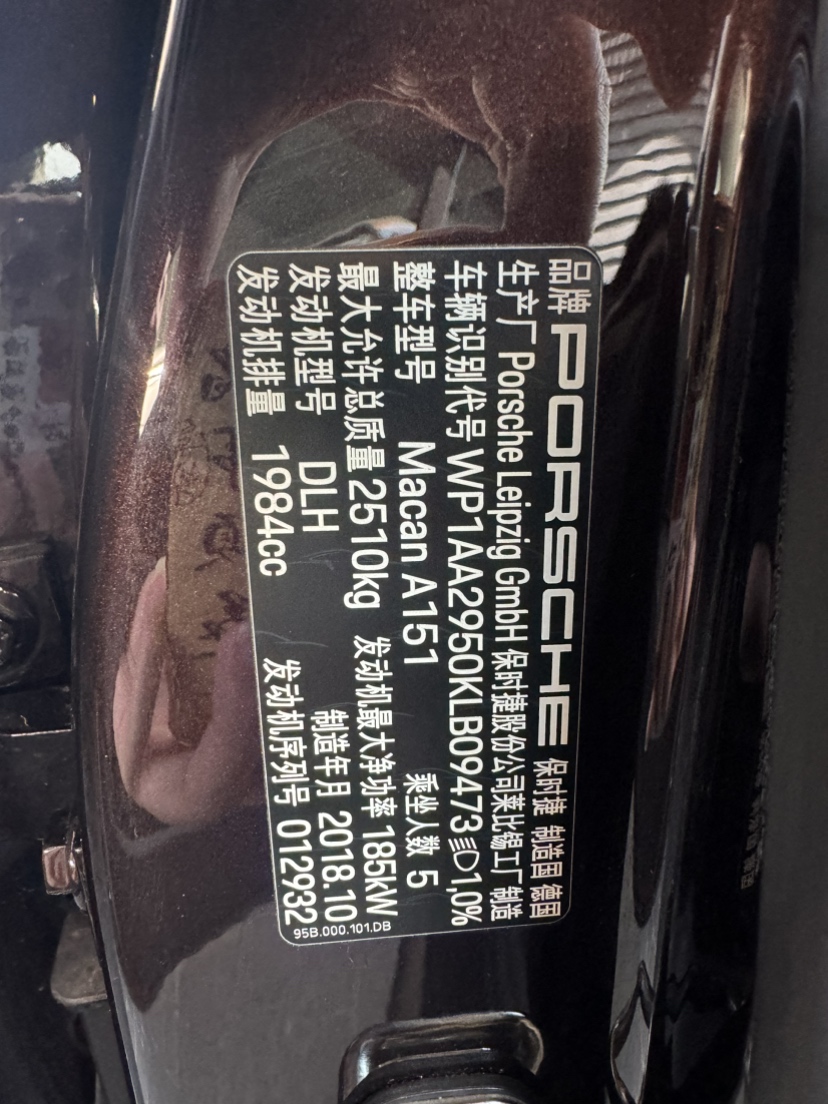 品牌 PORSCHE 保时捷 制造国 德国
生产厂 Porsche Leipzig GmbH 保时捷股份公司莱比锡工厂制造
车辆识别代号 WP1AA2950KLB09473 1,0%
整车型号 Macan A151 乘坐人数 5
最大允许总质量 2510kg 发动机最大净功率 185kW
发动机型号 DLH 制造年月 2018.10
发动机排量 1984cc 发动机序列号 012932
95B.000.101.DB